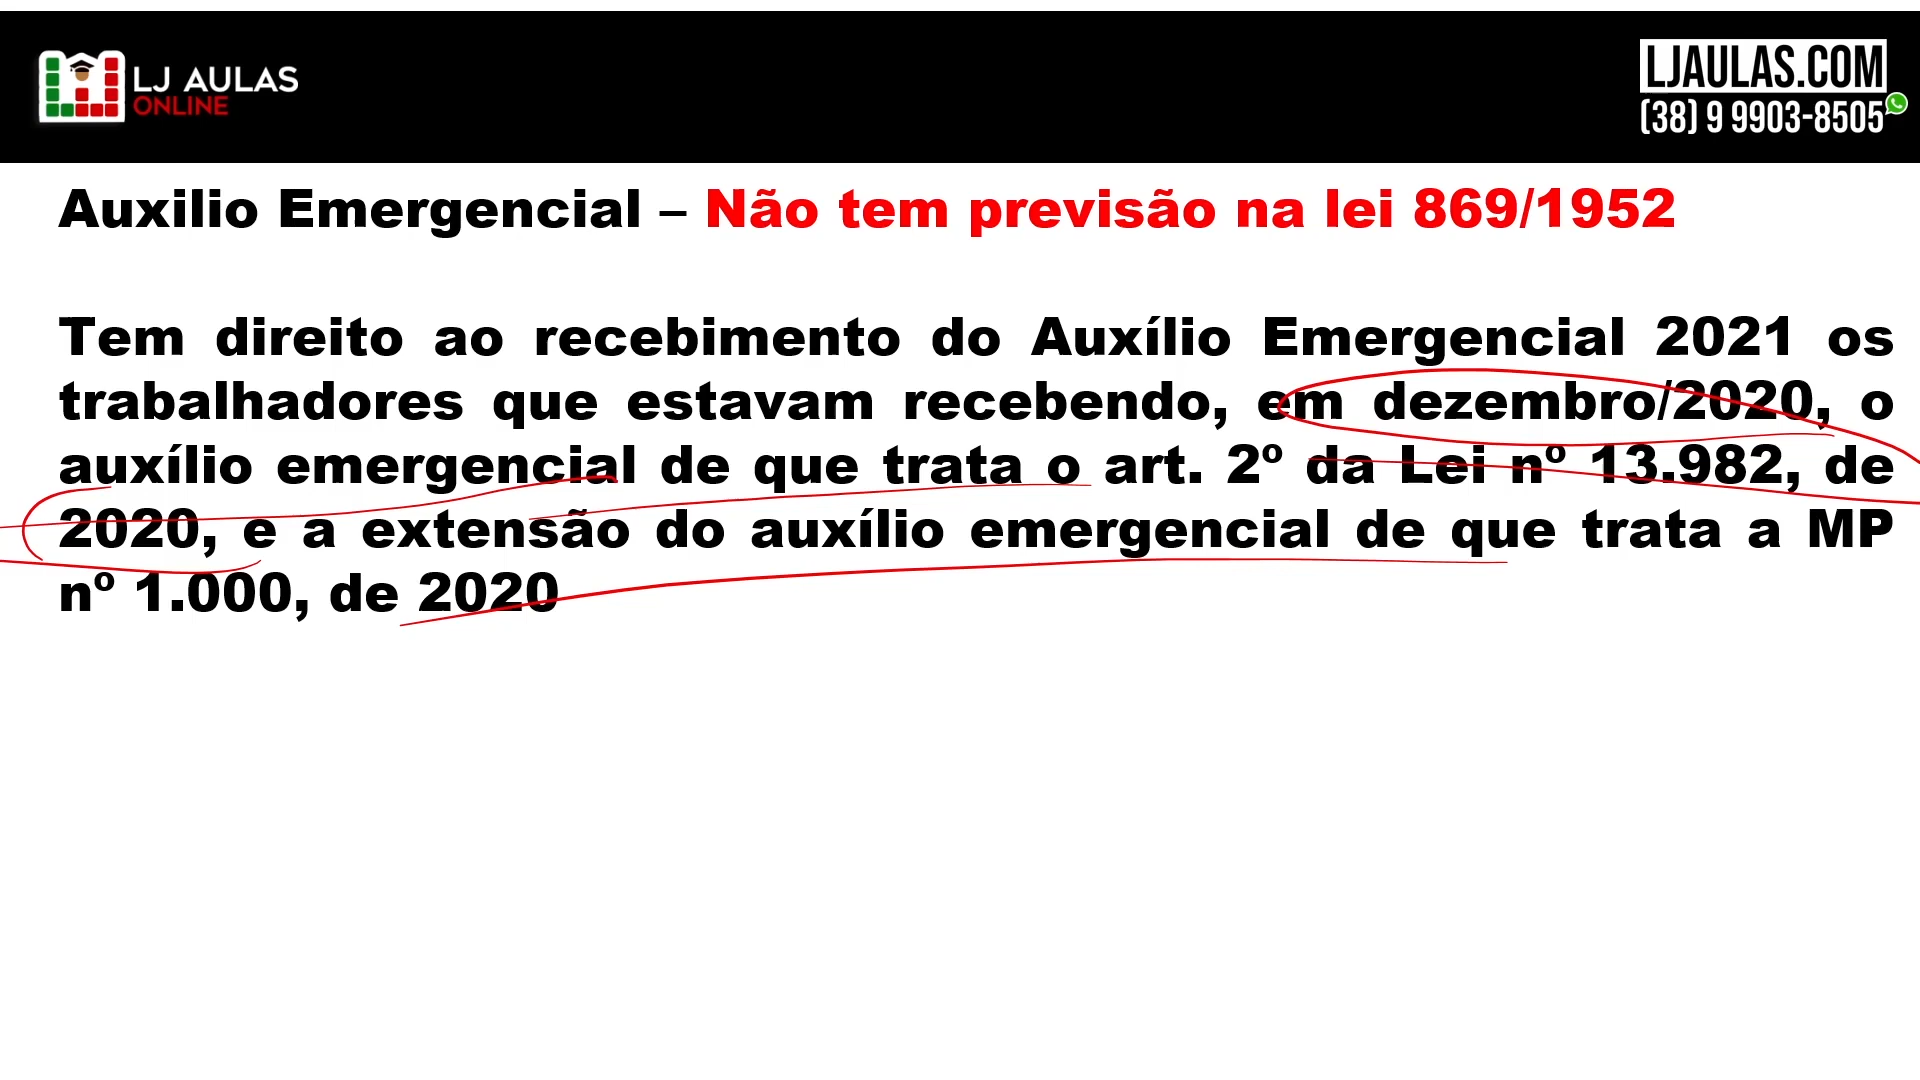 LJ AULAS
ONLINE
LJAULAS.COM
(38) 9 9903-8505
Auxilio Emergencial – Não tem previsão na lei 869/1952
Tem direito ao recebimento do Auxílio Emergencial 2021 os
trabalhadores que estavam recebendo, em dezembro/2020, o
auxílio emergencial de que trata o art. 2º da Lei nº 13.982, de
2020, e a extensão do auxílio emergencial de que trata a MP
nº 1.000, de 2020